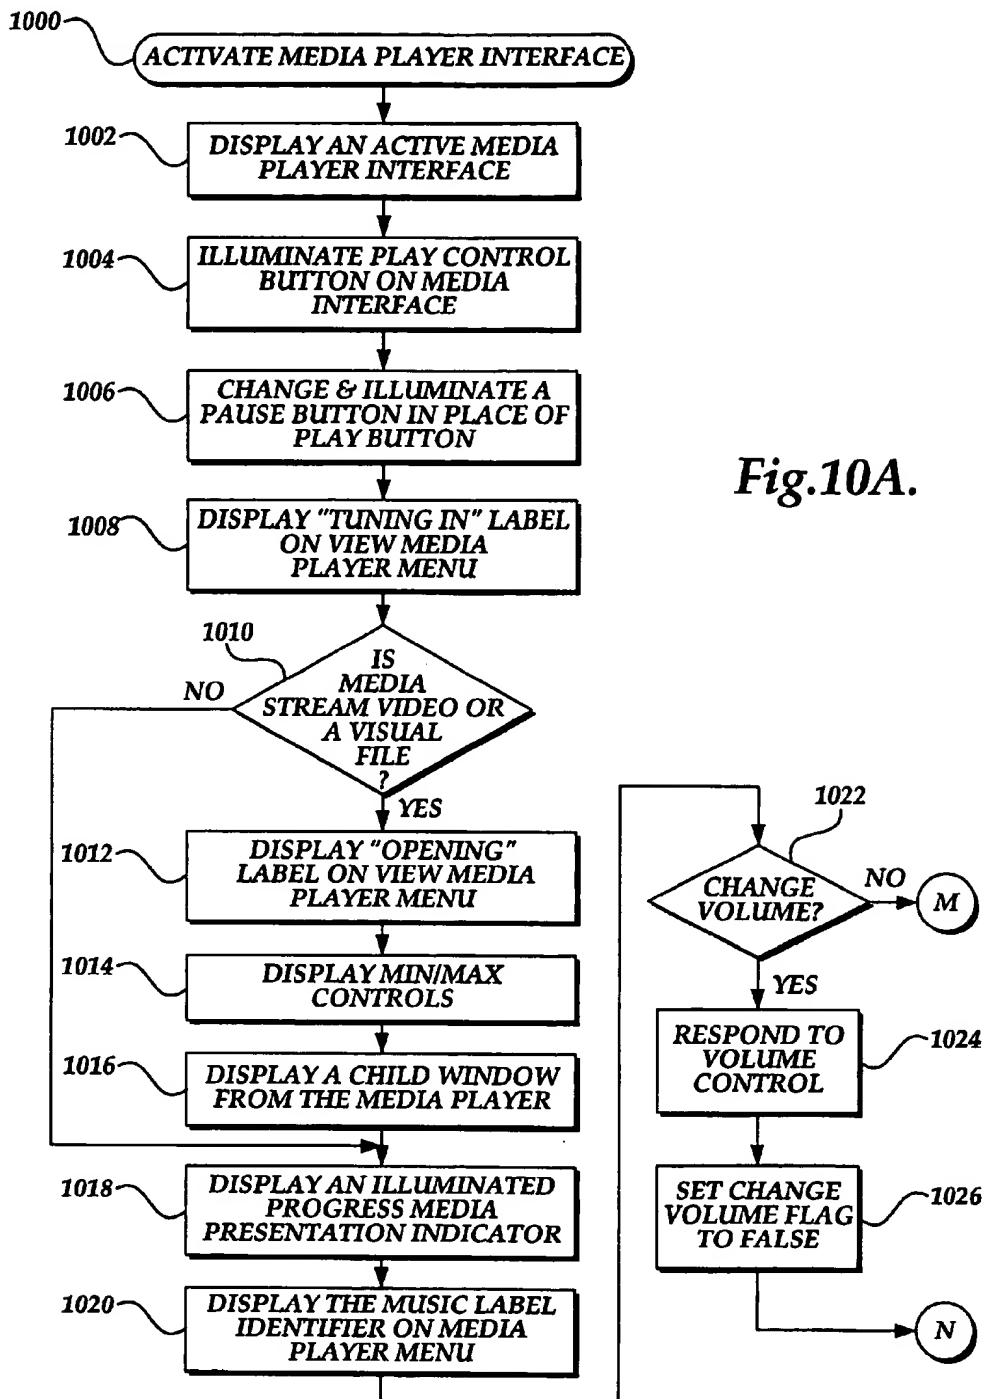 1000
ACTIVATE MEDIA PLAYER INTERFACE
1002
DISPLAY AN ACTIVE MEDIA
PLAYER INTERFACE
1004
ILLUMINATE PLAY CONTROL
BUTTON ON MEDIA
INTERFACE
1006
CHANGE & ILLUMINATE A
PAUSE BUTTON IN PLACE OF
PLAY BUTTON
Fig.10A.
1008
DISPLAY "TUNING IN" LABEL
ON VIEW MEDIA
PLAYER MENU
1010
IS
MEDIA
STREAM VIDEO OR
A VISUAL
FILE
?
NO
YES
1012
DISPLAY "OPENING"
LABEL ON VIEW MEDIA
PLAYER MENU
1014
DISPLAY MIN/MAX
CONTROLS
1016
DISPLAY A CHILD WINDOW
FROM THE MEDIA PLAYER
1018
DISPLAY AN ILLUMINATED
PROGRESS MEDIA
PRESENTATION INDICATOR
1020
DISPLAY THE MUSIC LABEL
IDENTIFIER ON MEDIA
PLAYER MENU
1022
CHANGE
VOLUME?
NO
M
YES
RESPOND TO
VOLUME
CONTROL
1024
SET CHANGE
VOLUME FLAG
TO FALSE
1026
N